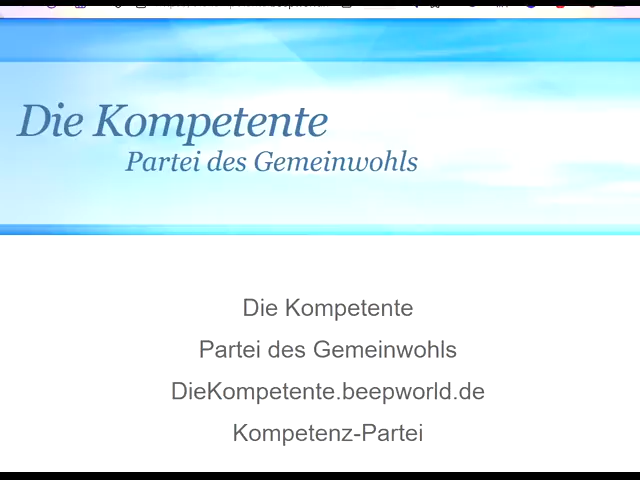 Die Kompetente
Partei des Gemeinwohls
Die Kompetente
Partei des Gemeinwohls
DieKompetente.beepworld.de
Kompetenz-Partei